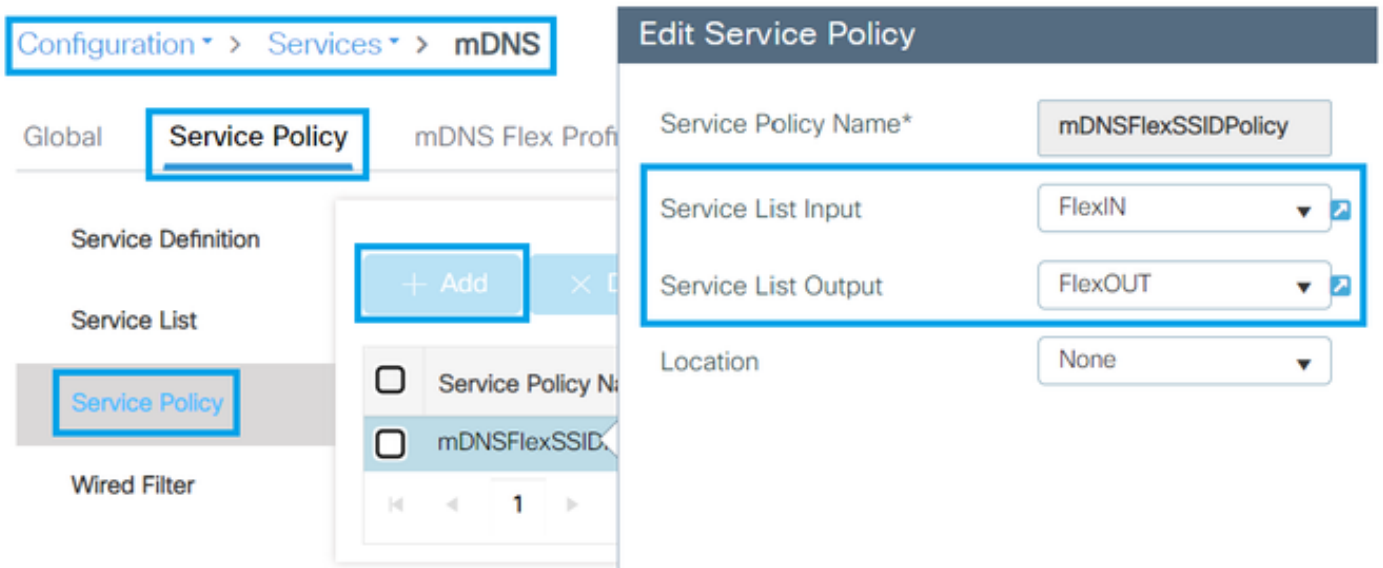 Configuration > Services > mDNS
Global Service Policy mDNS Flex
Service Definition
Service List
Service Policy
Wired Filter
+ Add ×
Service Policy
mDNSFlexSSID
1
Edit Service Policy
Service Policy Name* mDNSFlexSSIDPolicy
Service List Input FlexIN
Service List Output FlexOUT
Location None